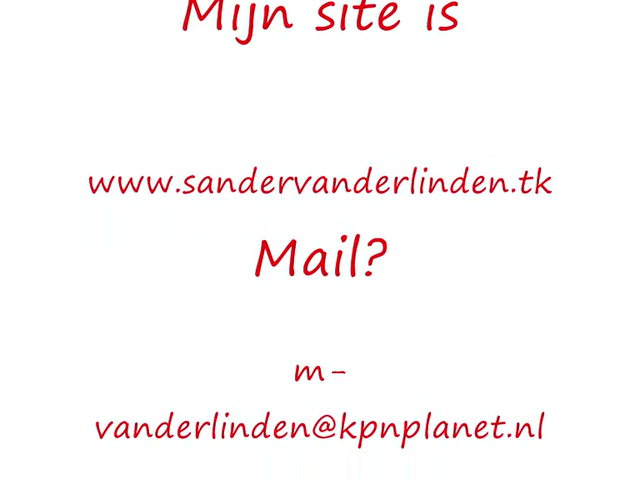 Mijn site is
www.sandervanderlinden.tk
Mail?
m-
vanderlinden@kpnplanet.nl